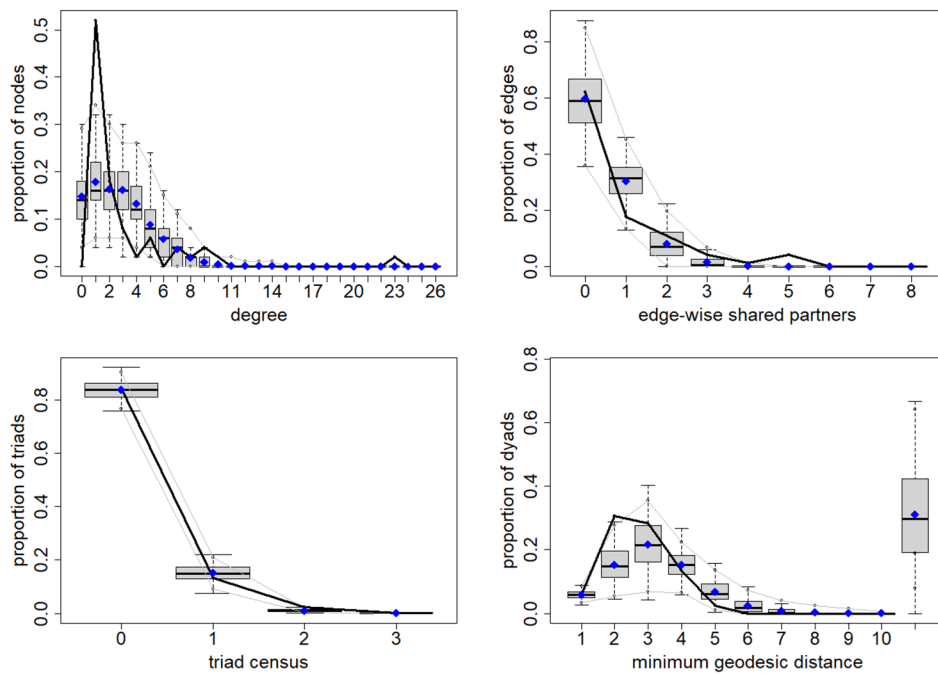 proportion of nodes
0.0 0.1 0.2 0.3 0.4 0.5
0 2 4 6 8 11 14 17 20 23 26
degree
proportion of edges
0.0 0.2 0.4 0.6 0.8
0 1 2 3 4 5 6 7 8
edge-wise shared partners
proportion of triads
0.0 0.2 0.4 0.6 0.8
0 1 2 3
triad census
proportion of dyads
0.0 0.2 0.4 0.6 0.8
1 2 3 4 5 6 7 8 9 10
minimum geodesic distance